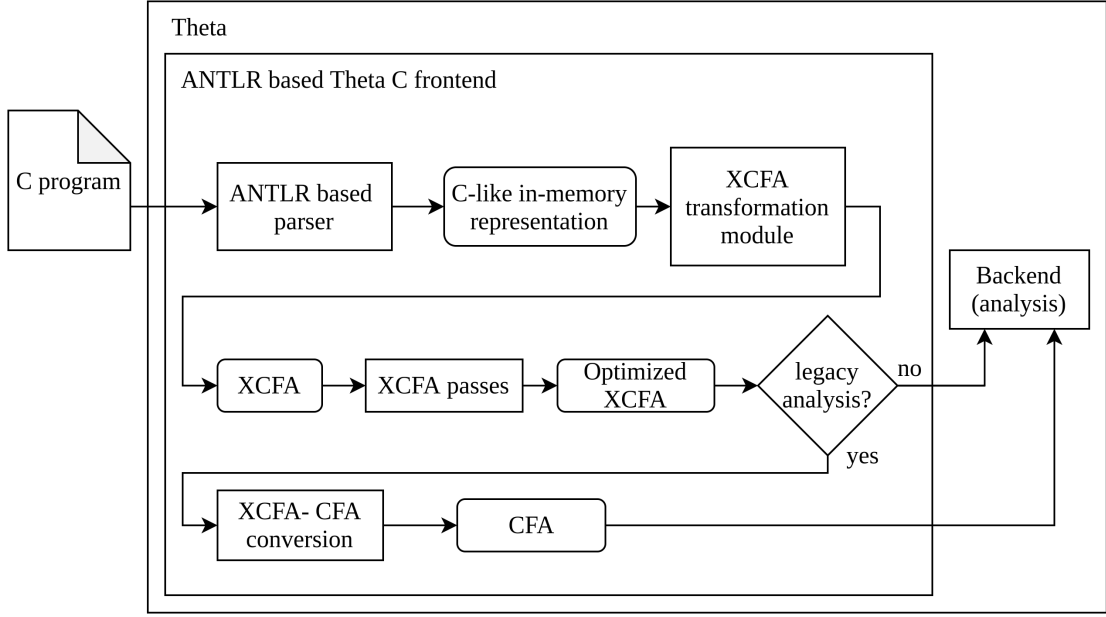 Theta
ANTLR based Theta C frontend
C program
ANTLR based
parser
C-like in-memory
representation
XCFA
transformation
module
Backend
(analysis)
XCFA
XCFA passes
Optimized
XCFA
legacy
analysis?
no
yes
XCFA- CFA
conversion
CFA